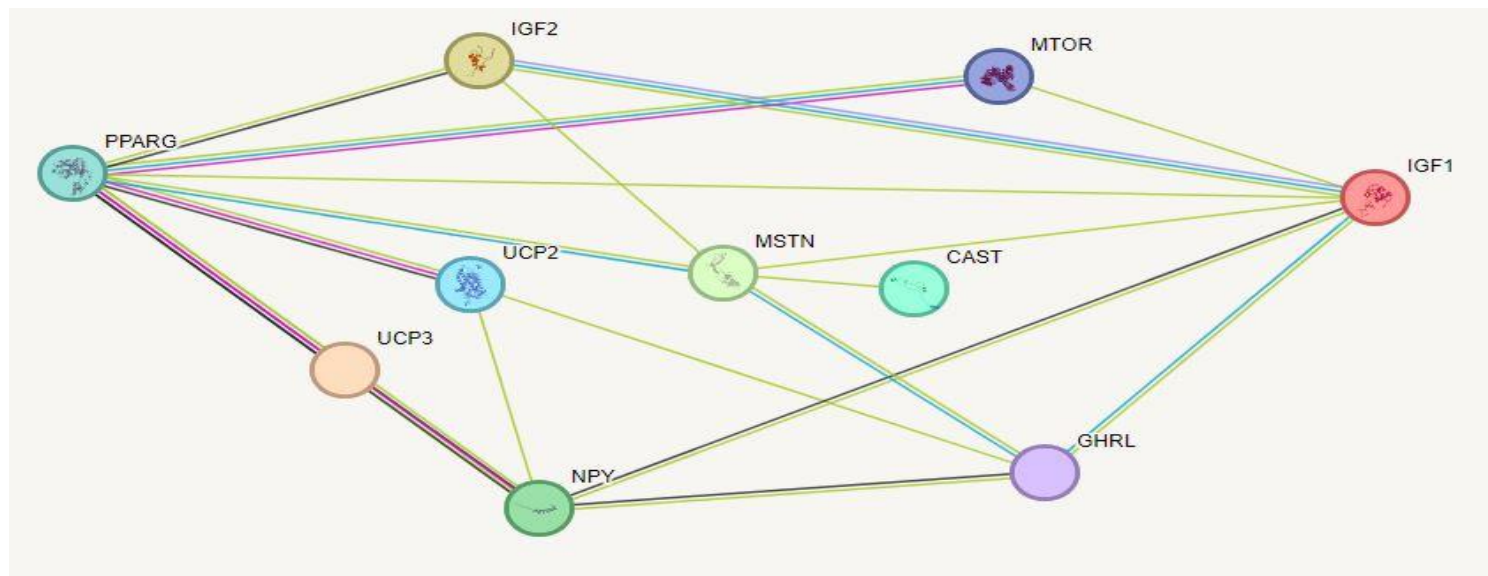 IGF2
MTOR
PPARG
IGF1
MSTN
UCP2
CAST
UCP3
GHRL
NPY